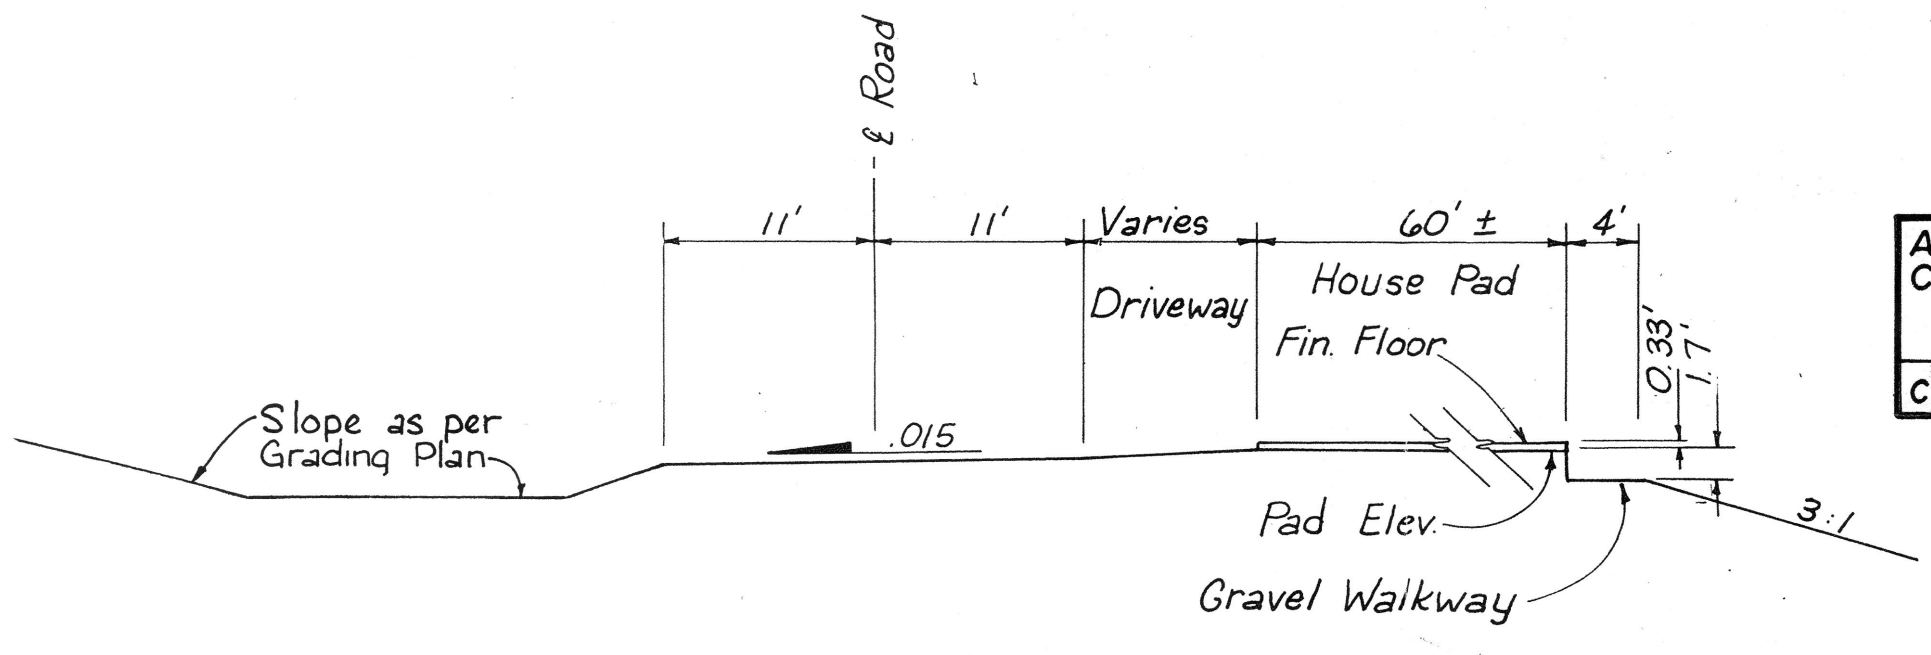 ℄ Road
11'
11'
Varies
60' ±
4'
House Pad
Driveway
Fin. Floor
0.33'
1.7'
Slope as per
Grading Plan
.015
Pad Elev.
3:1
Gravel Walkway
A
C
C